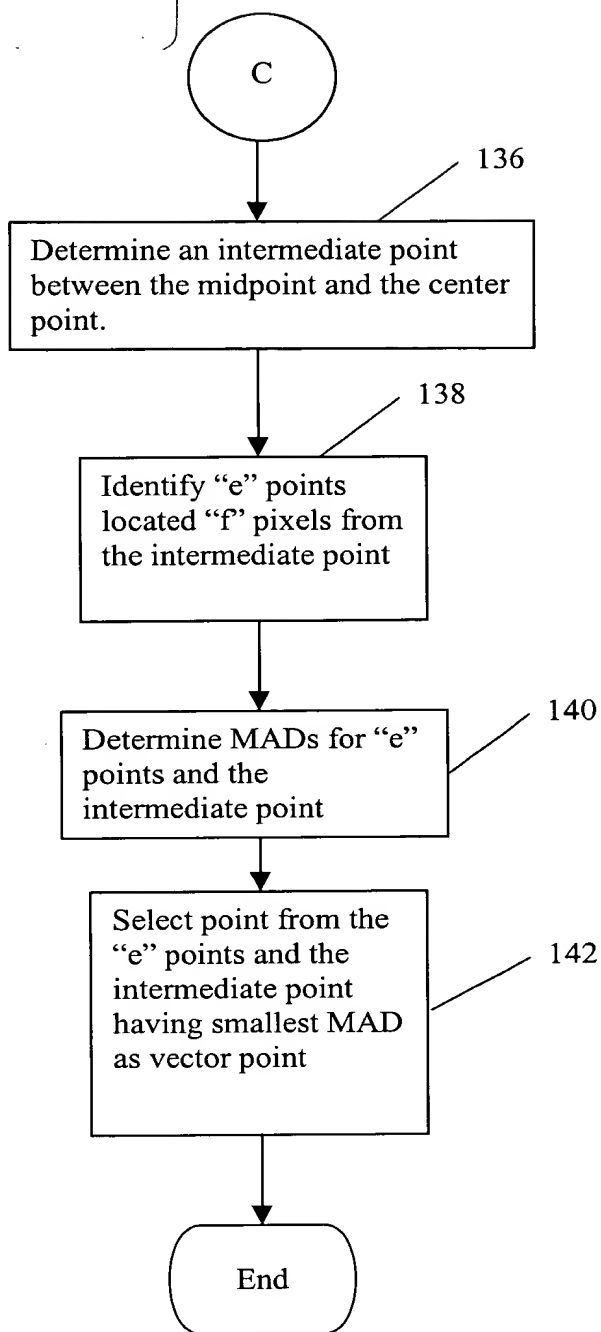 C
136
Determine an intermediate point
between the midpoint and the center
point.
138
Identify “e” points
located “f” pixels from
the intermediate point
140
Determine MADs for “e”
points and the
intermediate point
142
Select point from the
“e” points and the
intermediate point
having smallest MAD
as vector point
End